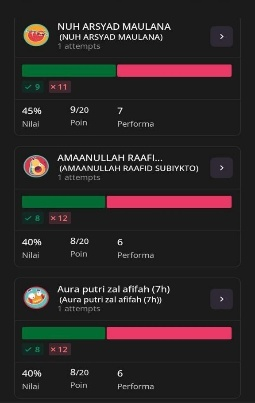 NUH ARSYAD MAULANA
(NUH ARSYAD MAULANA)
1 attempts
✓ 9 × 11
45% 9/20 7
Nilai Poin Performa
AMAANULLAH RAAFI...
(AMAANULLAH RAAFID SUBIYKTO)
1 attempts
✓ 8 × 12
40% 8/20 6
Nilai Poin Performa
Aura putri zal afifah (7h)
(Aura putri zal afifah (7h))
1 attempts
✓ 8 × 12
40% 8/20 6
Nilai Poin Performa